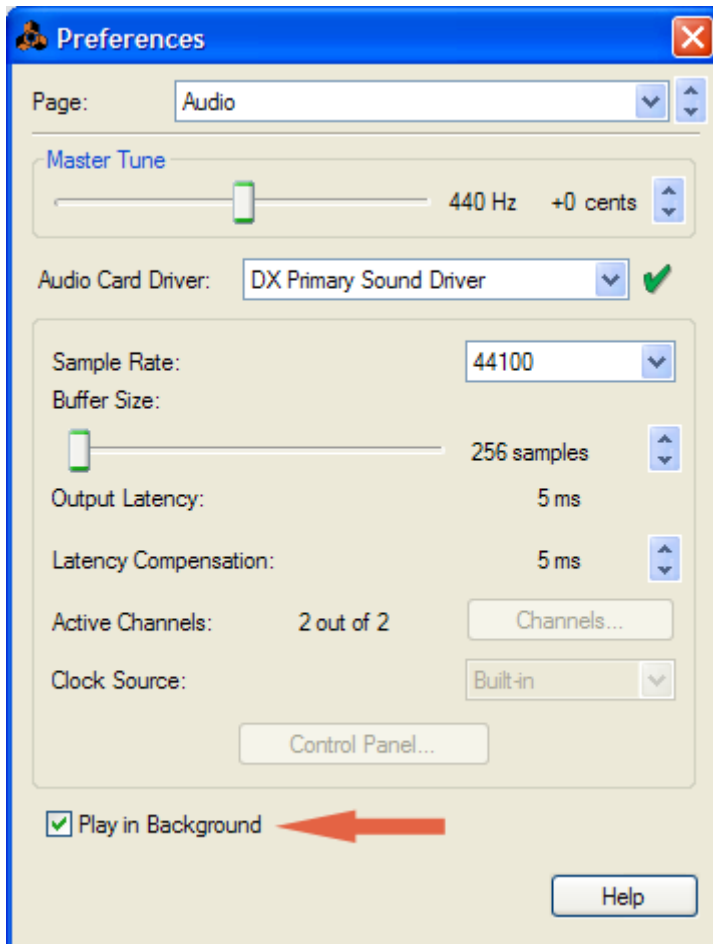 Preferences
Page: Audio
Master Tune
440 Hz +0 cents
Audio Card Driver: DX Primary Sound Driver
Sample Rate: 44100
Buffer Size:
256 samples
Output Latency: 5 ms
Latency Compensation: 5 ms
Active Channels: 2 out of 2 Channels...
Clock Source: Built-in
Control Panel...
Play in Background
Help